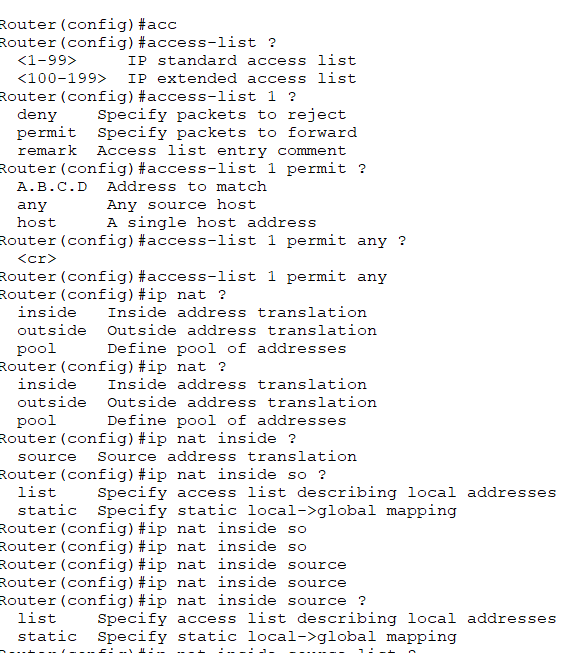 Router(config)#acc
Router(config)#access-list ?
  <1-99>     IP standard access list
  <100-199>  IP extended access list
Router(config)#access-list 1 ?
  deny    Specify packets to reject
  permit  Specify packets to forward
  remark  Access list entry comment
Router(config)#access-list 1 permit ?
  A.B.C.D  Address to match
  any      Any source host
  host     A single host address
Router(config)#access-list 1 permit any ?
  <cr>
Router(config)#access-list 1 permit any
Router(config)#ip nat ?
  inside   Inside address translation
  outside  Outside address translation
  pool     Define pool of addresses
Router(config)#ip nat ?
  inside   Inside address translation
  outside  Outside address translation
  pool     Define pool of addresses
Router(config)#ip nat inside ?
  source  Source address translation
Router(config)#ip nat inside so ?
  list    Specify access list describing local addresses
  static  Specify static local->global mapping
Router(config)#ip nat inside so
Router(config)#ip nat inside so
Router(config)#ip nat inside source
Router(config)#ip nat inside source
Router(config)#ip nat inside source ?
  list    Specify access list describing local addresses
  static  Specify static local->global mapping
Router(config)#ip nat inside source list ?